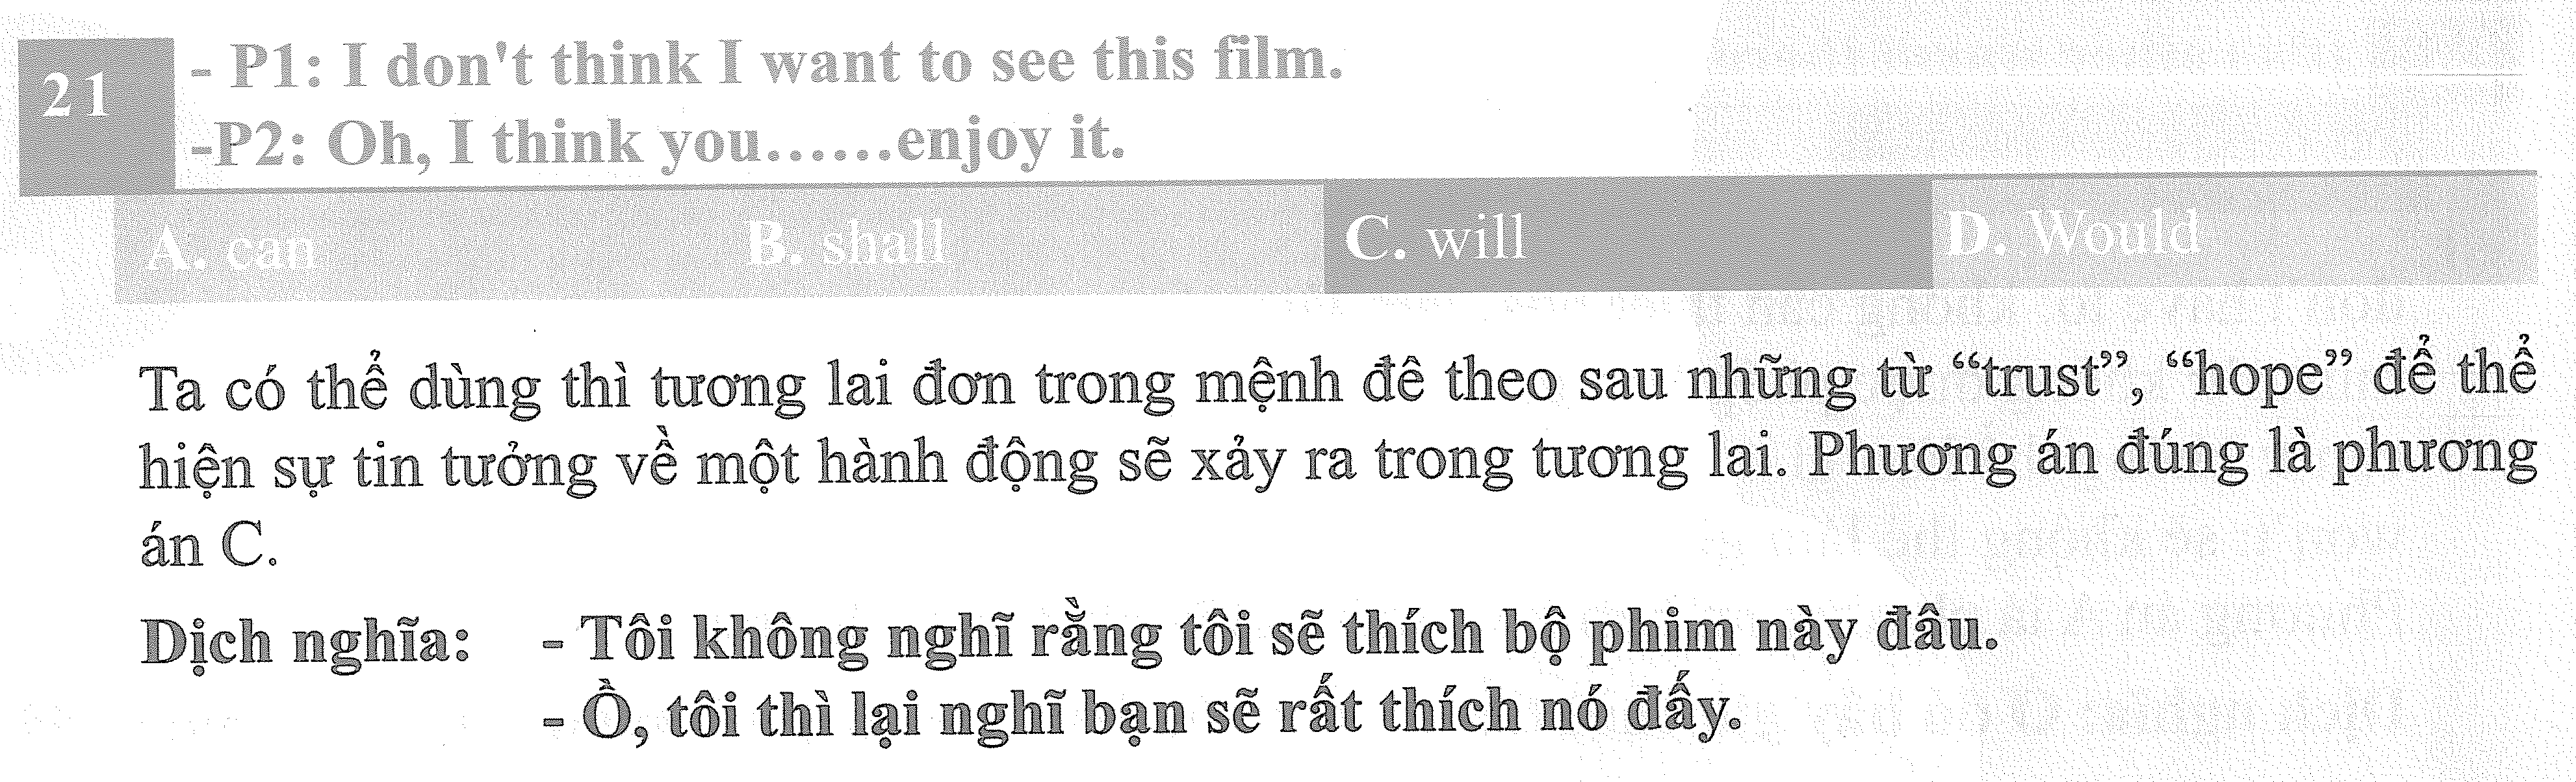 21
- P1: I don't think I want to see this film.
-P2: Oh, I think you......enjoy it.
A. can B. shall C. will D. Would
Ta có thể dùng thì tương lai đơn trong mệnh đê theo sau những từ “trust”, “hope” để thể
hiện sự tin tưởng về một hành động sẽ xảy ra trong tương lai. Phương án đúng là phương
án C.
Dịch nghĩa: - Tôi không nghĩ rằng tôi sẽ thích bộ phim này đâu.
- Ồ, tôi thì lại nghĩ bạn sẽ rất thích nó đấy.